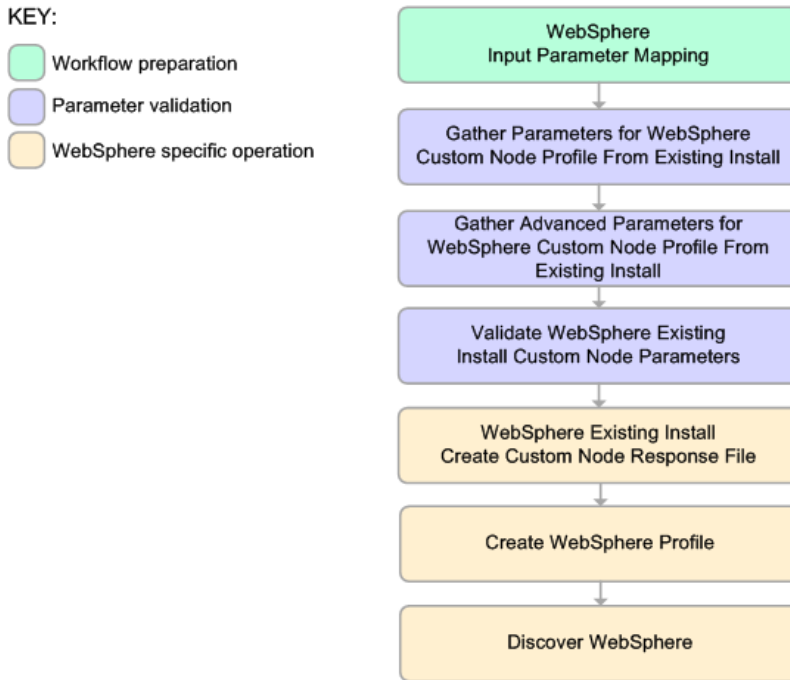 KEY:
Workflow preparation
Parameter validation
WebSphere specific operation
WebSphere
Input Parameter Mapping
Gather Parameters for WebSphere
Custom Node Profile From Existing Install
Gather Advanced Parameters for
WebSphere Custom Node Profile From
Existing Install
Validate WebSphere Existing
Install Custom Node Parameters
WebSphere Existing Install
Create Custom Node Response File
Create WebSphere Profile
Discover WebSphere